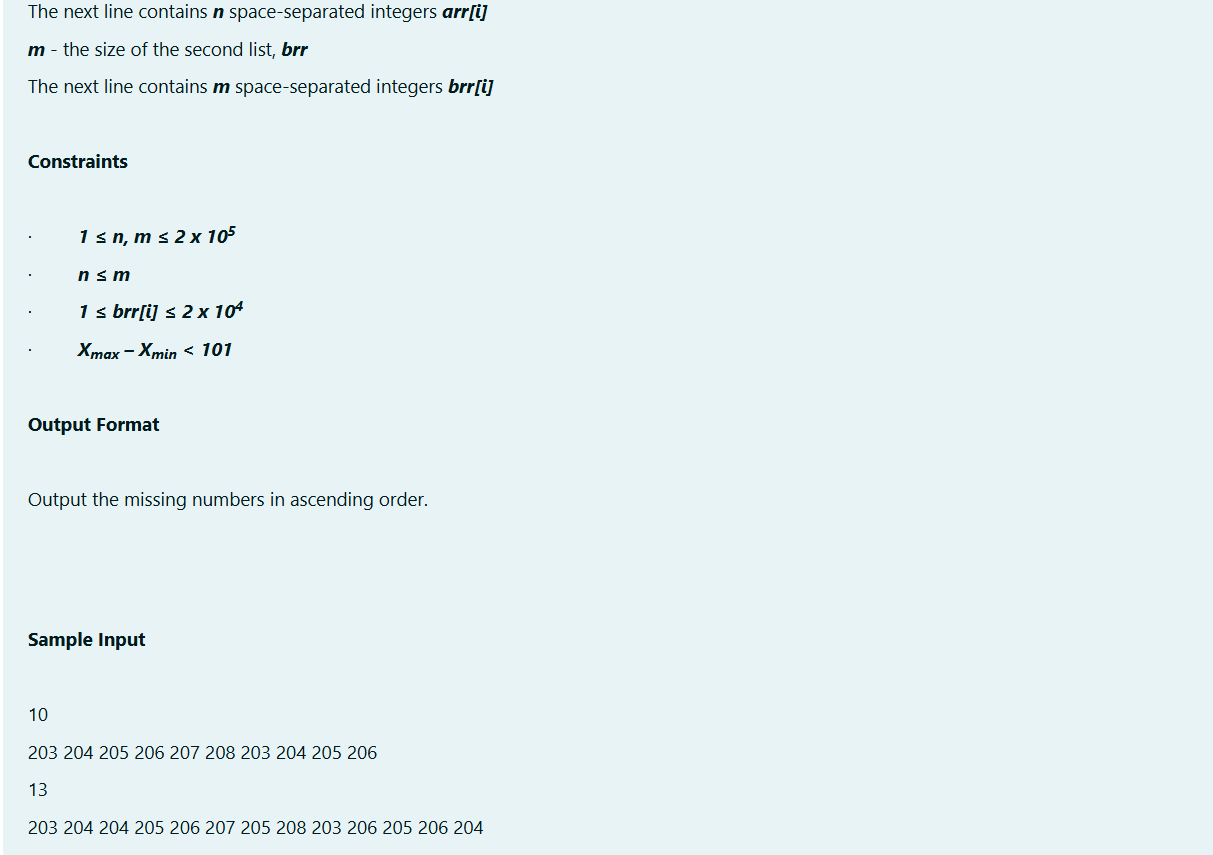 The next line contains n space-separated integers arr[i]
m - the size of the second list, brr
The next line contains m space-separated integers brr[i]
Constraints
· 1 ≤ n, m ≤ 2 x 10⁵
· n ≤ m
· 1 ≤ brr[i] ≤ 2 x 10⁴
· Xmax – Xmin < 101
Output Format
Output the missing numbers in ascending order.
Sample Input
10
203 204 205 206 207 208 203 204 205 206
13
203 204 204 205 206 207 205 208 203 206 205 206 204